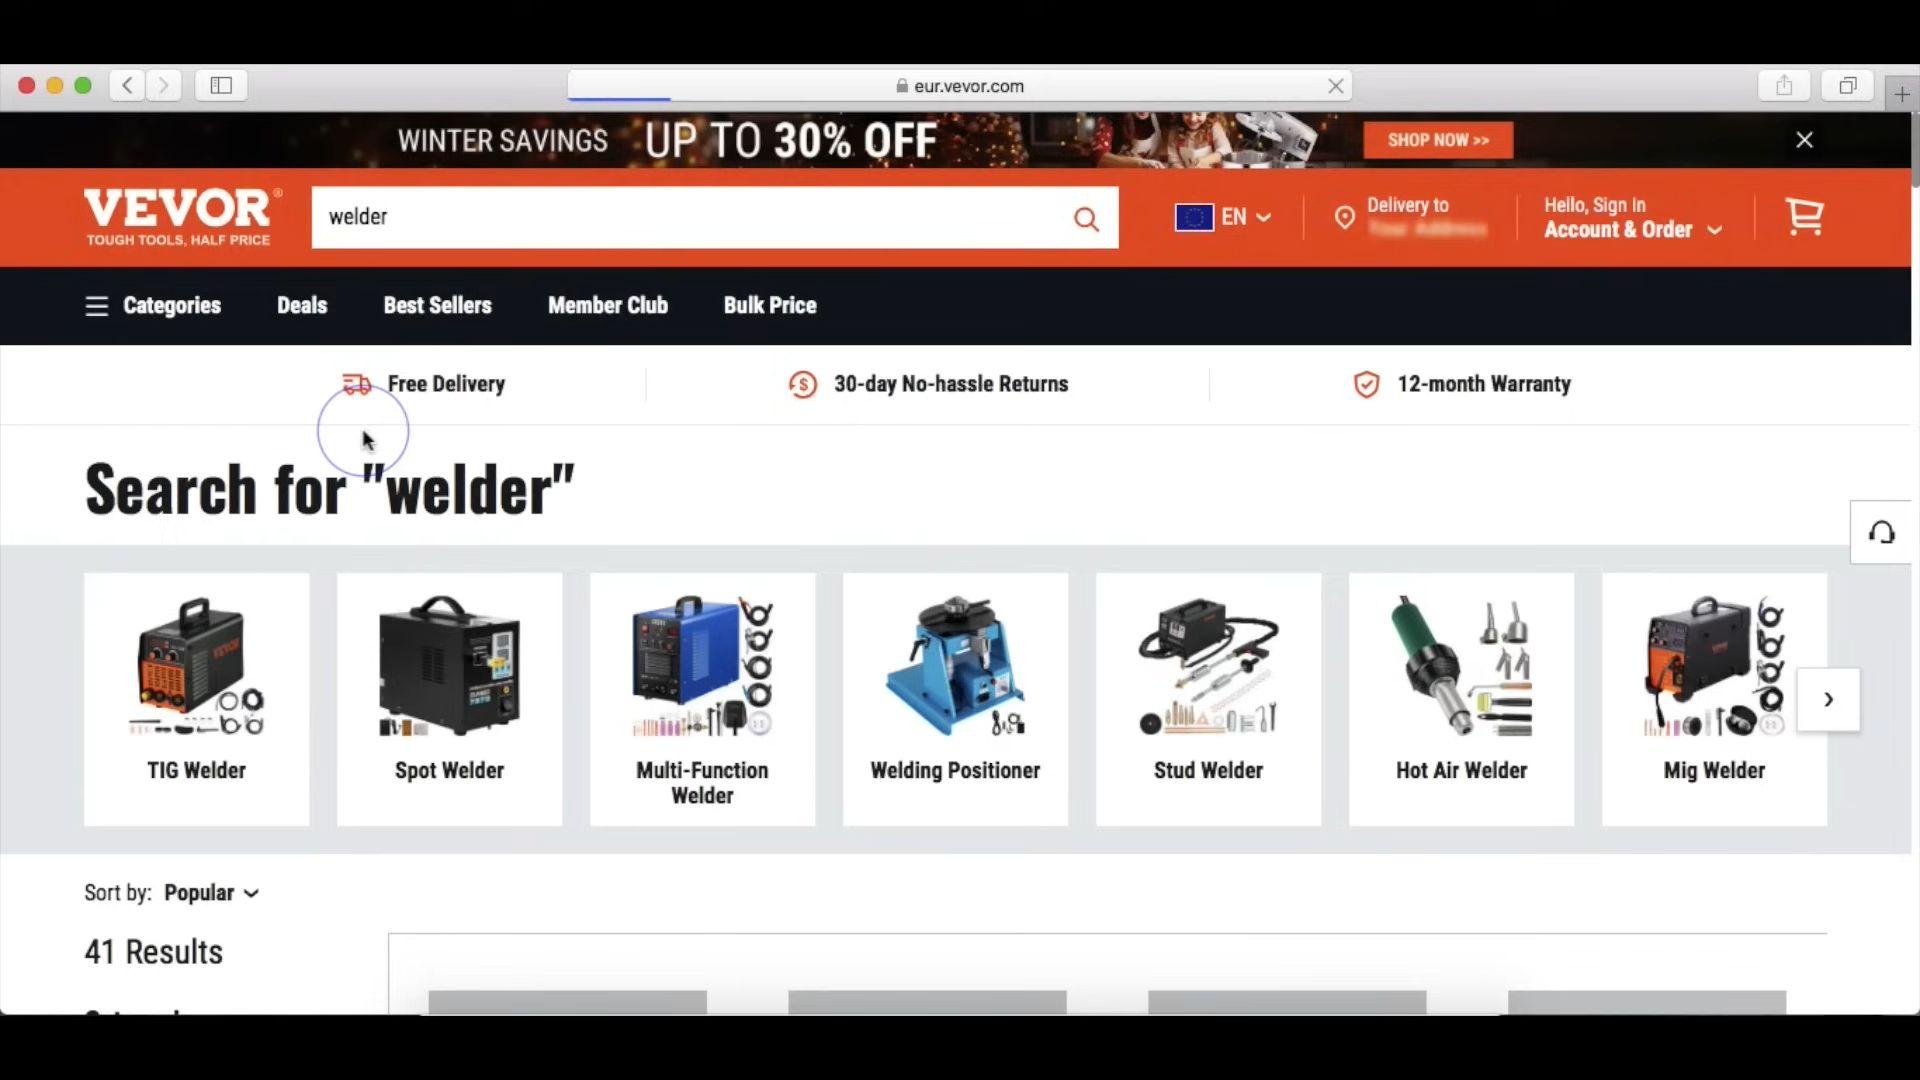 eur.vevor.com
WINTER SAVINGS UP TO 30% OFF SHOP NOW >>
VEVOR®
TOUGH TOOLS, HALF PRICE
welder
EN
Delivery to
Hello, Sign In
Account & Order
Categories Deals Best Sellers Member Club Bulk Price
Free Delivery 30-day No-hassle Returns 12-month Warranty
Search for "welder"
VEVOR
TIG Welder
Spot Welder
Multi-Function
Welder
Welding Positioner
Stud Welder
Hot Air Welder
Mig Welder
Sort by: Popular
41 Results